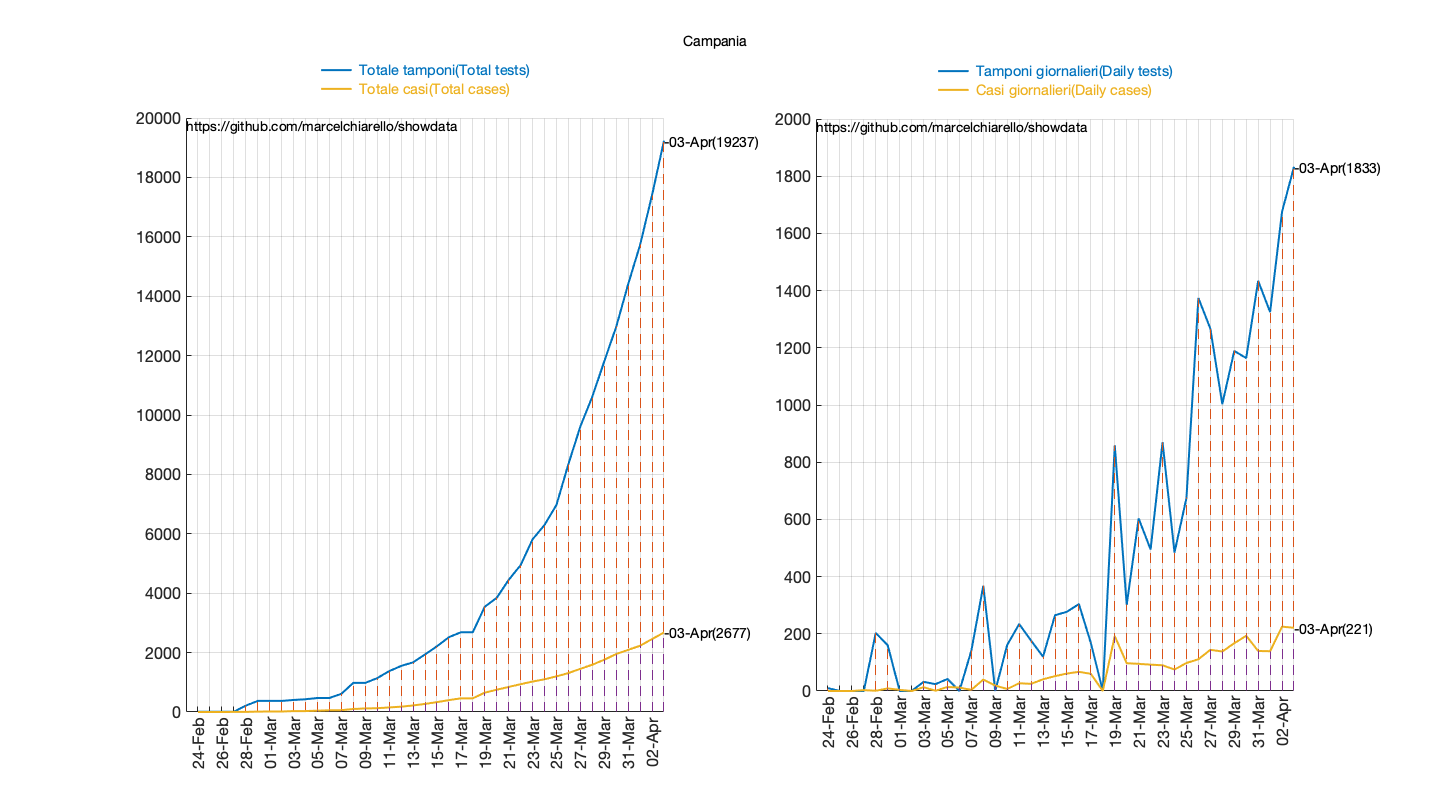 Campania
Totale tamponi(Total tests)
Totale casi(Total cases)
https://github.com/marcelchiarello/showdata
20000
18000
16000
14000
12000
10000
8000
6000
4000
2000
0
03-Apr(19237)
03-Apr(2677)
24-Feb
26-Feb
28-Feb
01-Mar
03-Mar
05-Mar
07-Mar
09-Mar
11-Mar
13-Mar
15-Mar
17-Mar
19-Mar
21-Mar
23-Mar
25-Mar
27-Mar
29-Mar
31-Mar
02-Apr
Tamponi giornalieri(Daily tests)
Casi giornalieri(Daily cases)
https://github.com/marcelchiarello/showdata
2000
1800
1600
1400
1200
1000
800
600
400
200
0
03-Apr(1833)
03-Apr(221)
24-Feb
26-Feb
28-Feb
01-Mar
03-Mar
05-Mar
07-Mar
09-Mar
11-Mar
13-Mar
15-Mar
17-Mar
19-Mar
21-Mar
23-Mar
25-Mar
27-Mar
29-Mar
31-Mar
02-Apr